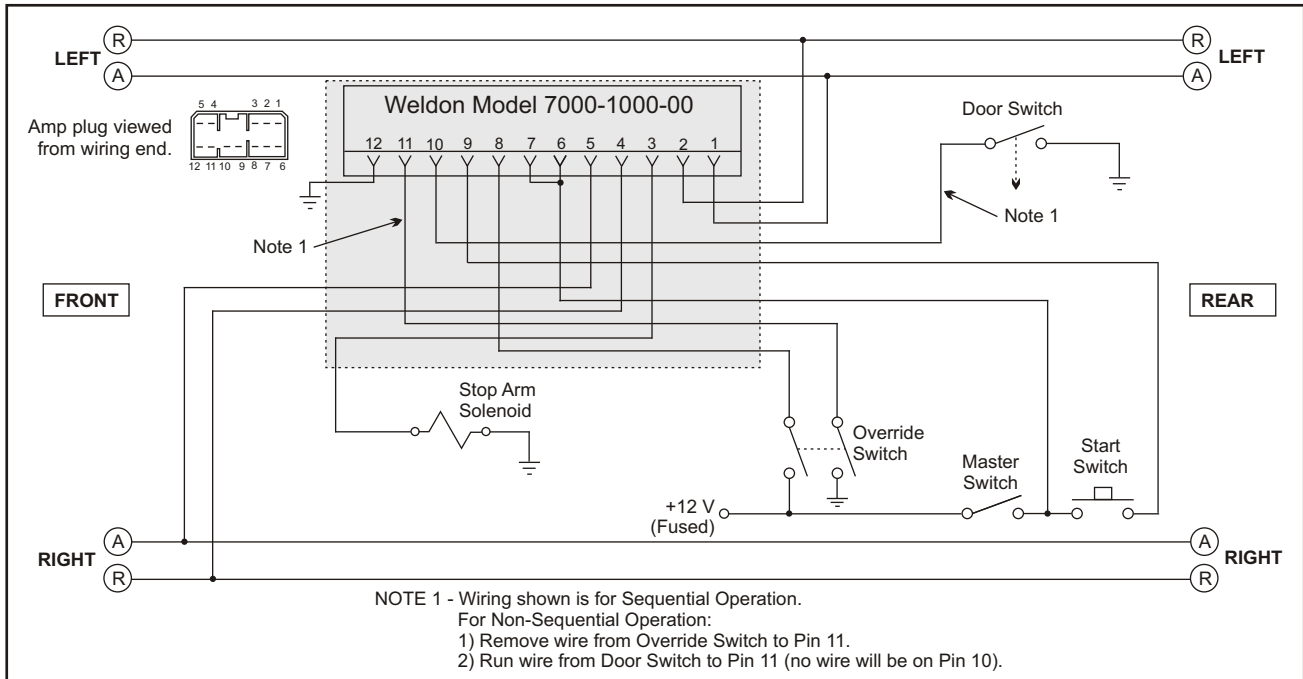 R
LEFT
A
R
LEFT
A
5 4 3 2 1
Amp plug viewed
from wiring end.
12 11 10 9 8 7 6
Weldon Model 7000-1000-00
12 11 10 9 8 7 6 5 4 3 2 1
Door Switch
Note 1
Note 1
FRONT
REAR
Stop Arm
Solenoid
Override
Switch
Master
Switch
Start
Switch
+12 V
(Fused)
A
RIGHT
R
A
RIGHT
R
NOTE 1 - Wiring shown is for Sequential Operation.
For Non-Sequential Operation:
1) Remove wire from Override Switch to Pin 11.
2) Run wire from Door Switch to Pin 11 (no wire will be on Pin 10).